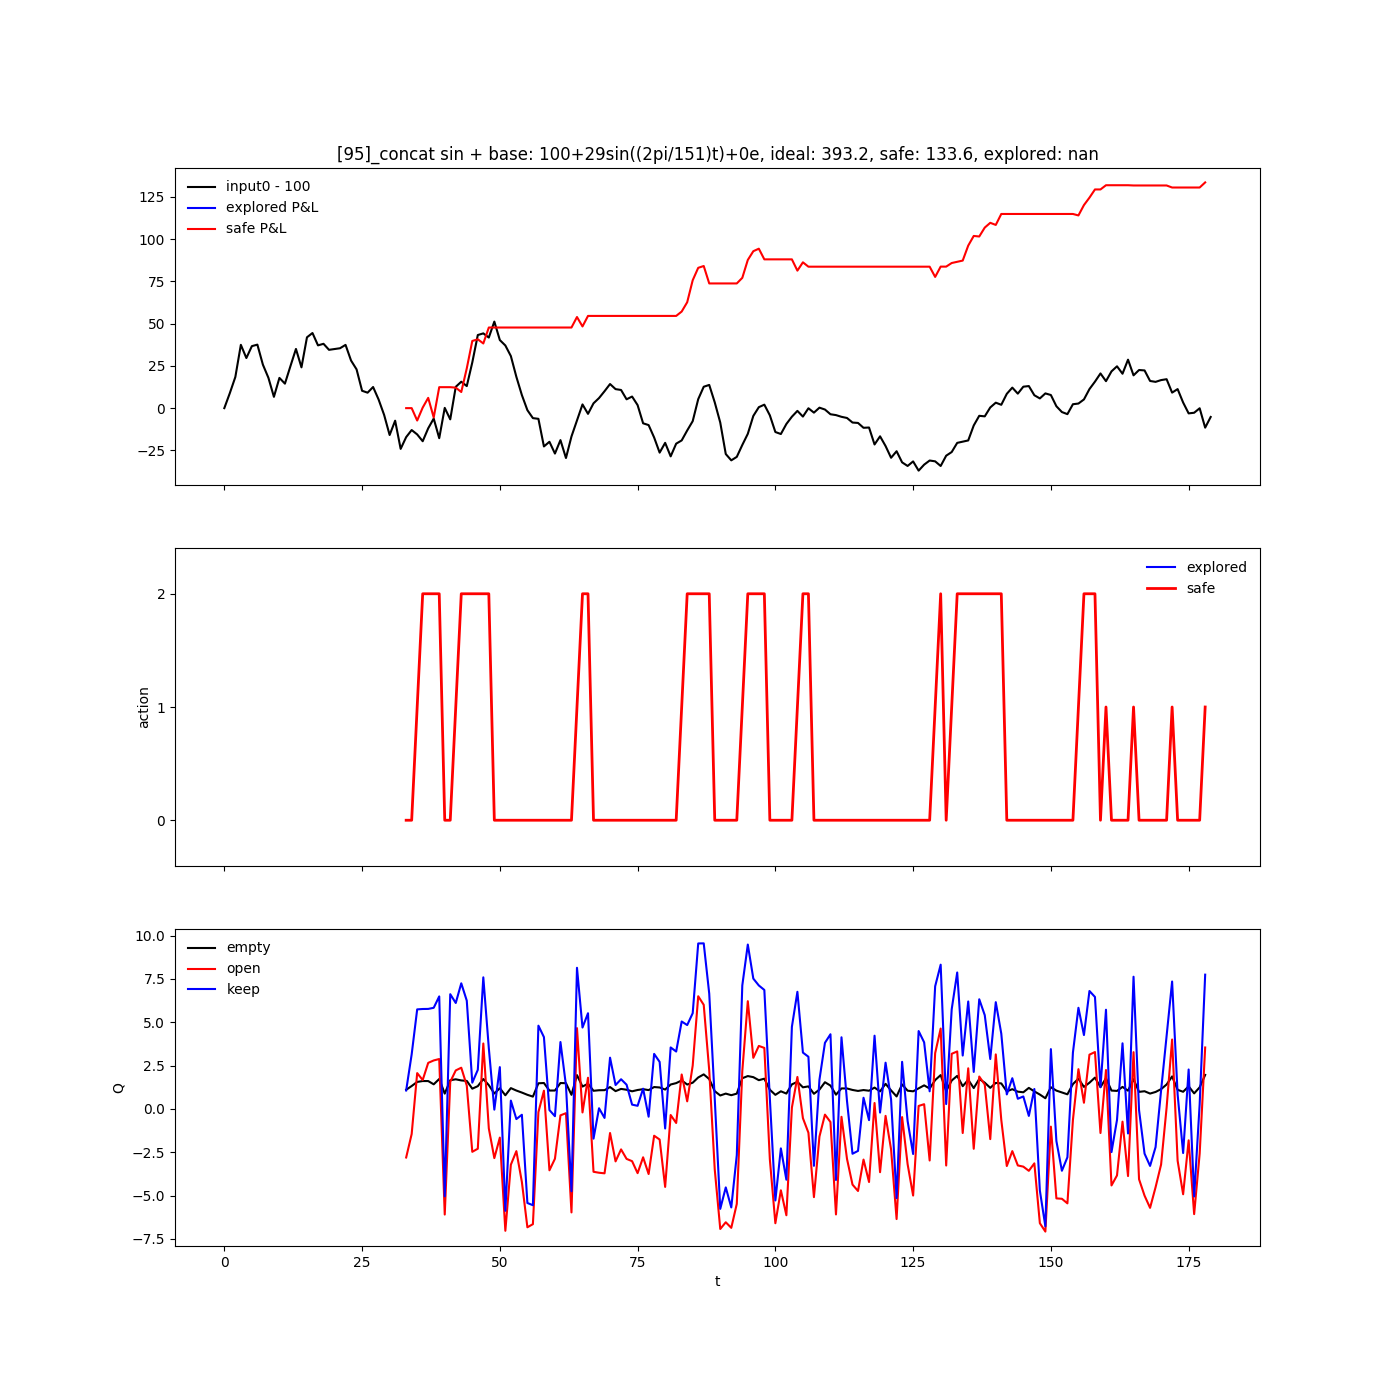 [95]_concat sin + base: 100+29sin((2pi/151)t)+0e, ideal: 393.2, safe: 133.6, explored: nan
input0 - 100
explored P&L
safe P&L
125
100
75
50
25
0
−25
explored
safe
2
1
0
action
empty
open
keep
10.0
7.5
5.0
2.5
0.0
−2.5
−5.0
−7.5
Q
0
25
50
75
100
125
150
175
t